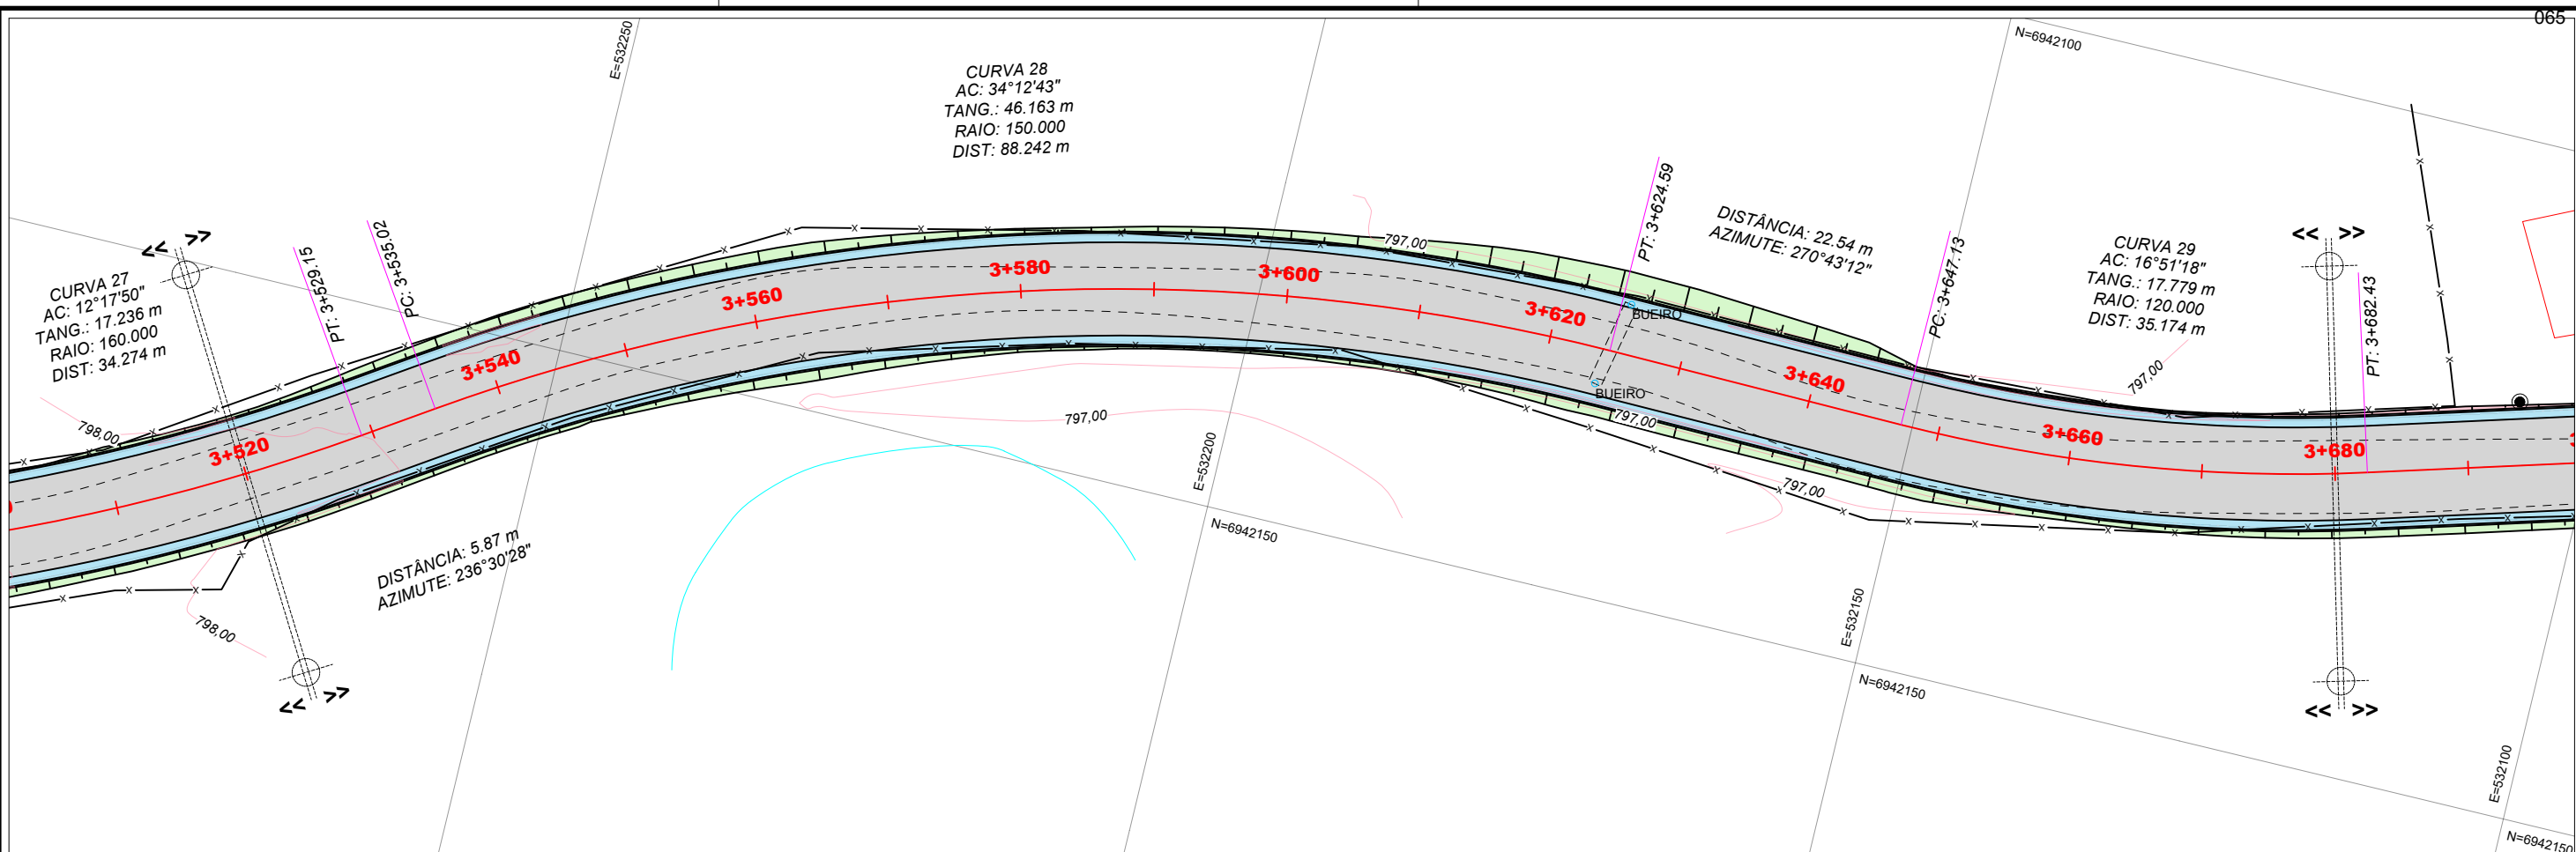 065
E=532250
N=6942100
CURVA 28
AC: 34°12'43"
TANG.: 46.163 m
RAIO: 150.000
DIST: 88.242 m
CURVA 27
AC: 12°17'50"
TANG.: 17.236 m
RAIO: 160.000
DIST: 34.274 m
<< >>
PT: 3+529.15
PC: 3+535.02
PT: 3+624.59
DISTÂNCIA: 22.54 m
AZIMUTE: 270°43'12"
PC: 3+647.13
CURVA 29
AC: 16°51'18"
TANG.: 17.779 m
RAIO: 120.000
DIST: 35.174 m
<< >>
PT: 3+682.43
797,00
3+520
3+540
3+560
3+580
3+600
3+620
3+640
3+660
3+680
BUEIRO
BUEIRO
797,00
798,00
797,00
797,00
797,00
E=532200
N=6942150
DISTÂNCIA: 5.87 m
AZIMUTE: 236°30'28"
798,00
<< >>
E=532150
N=6942150
<< >>
E=532100
N=6942150